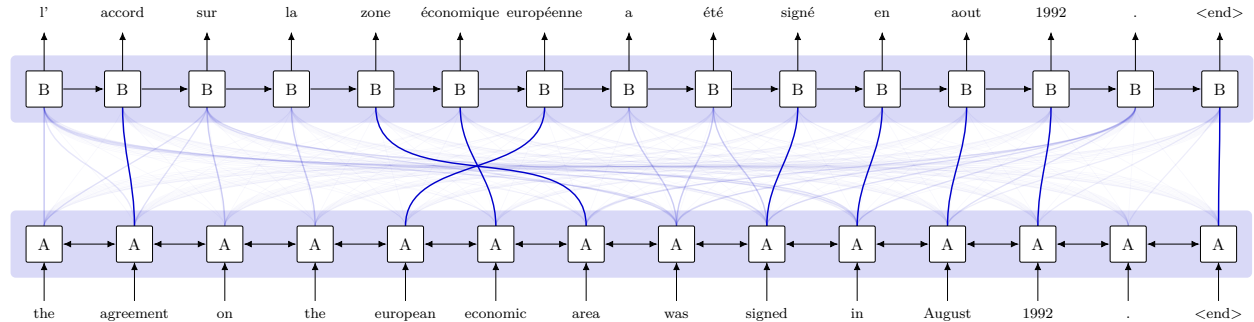 l' accord sur la zone économique européenne a été signé en aout 1992 . <end>
B B B B B B B B B B B B B B B
A A A A A A A A A A A A A A
the agreement on the european economic area was signed in August 1992 . <end>